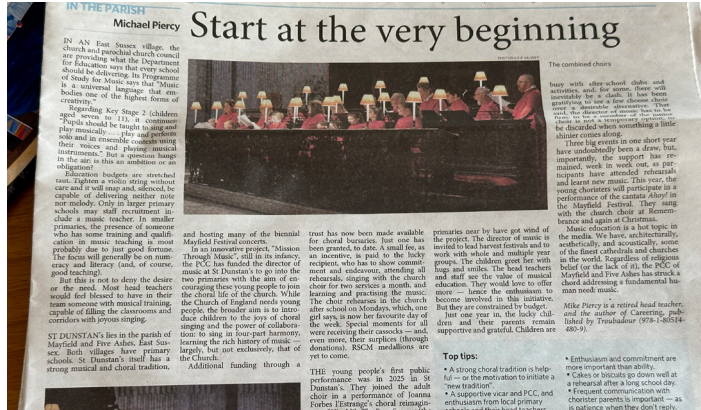 IN THE PARISH
Michael Piercy
Start at the very beginning
IN AN East Sussex village, the
church and parochial church council
are providing what the Department
for Education says that every school
should be delivering. Its Programme
of Study for Music says that "Music
is a universal language that em-
bodies one of the highest forms of
creativity."
Regarding Key Stage 2 (children
aged seven to 11), it continues:
"Pupils should be taught to sing and
play musically . . . play and perform
solo and in ensemble contexts using
their voices and playing musical
instruments." But a question hangs
in the air: is this an ambition or an
obligation?
Education budgets are stretched
taut. Tighten a violin string without
care and it will snap and, silenced, be
capable of delivering neither note
nor melody. Only in larger primary
schools may staff recruitment in-
clude a music teacher. In smaller
primaries, the presence of someone
who has some training and qualifi-
cation in music teaching is most
probably due to just good fortune.
The focus will generally be on num-
eracy and literacy (and, of course,
good teaching).
But this is not to deny the desire
or the need. Most head teachers
would feel blessed to have in their
team someone with musical training,
capable of filling the classrooms and
corridors with joyous singing.
ST DUNSTAN's lies in the parish of
Mayfield and Five Ashes, East Sus-
sex. Both villages have primary
schools. St Dunstan's itself has a
strong musical and choral tradition,
and hosting many of the biennial
Mayfield Festival concerts.
In an innovative project, "Mission
Through Music", still in its infancy,
the PCC has funded the director of
music at St Dunstan's to go into the
two primaries with the aim of en-
couraging these young people to join
the choral life of the church. While
the Church of England needs young
people, the broader aim is to intro-
duce children to the joys of choral
singing and the power of collabora-
tion: to sing in four-part harmony,
learning the rich history of music —
largely, but not exclusively, that of
the Church.
Additional funding through a
trust has now been made available
for choral bursaries. Just one has
been granted, to date. A small fee, as
an incentive, is paid to the lucky
recipient, who has to show commit-
ment and endeavour, attending all
rehearsals, singing with the church
choir for two services a month, and
learning and practising the music.
The choir rehearses in the church
after school on Mondays, which, one
girl says, is now her favourite day of
the week. Special moments for all
were receiving their cassocks — and,
even more, their surplices (through
donations). RSCM medallions are
yet to come.
THE young people's first public
performance was in 2025 in St
Dunstan's. They joined the adult
choir in a performance of Joanna
Forbes l'Estrange's choral reimagin-
primaries near by have got wind of
the project. The director of music is
invited to lead harvest festivals and to
work with whole and multiple year
groups. The children greet her with
hugs and smiles. The head teachers
and staff see the value of musical
education. They would love to offer
more — hence the enthusiasm to
become involved in this initiative.
But they are constrained by budget.
Just one year in, the lucky chil-
dren and their parents remain
supportive and grateful. Children are
The combined choirs
busy with after-school clubs and
activities, and, for some, there will
inevitably be a clash. It has been
gratifying to see a few choose choir
over a desirable alternative. That
choir is not a temporary option, to
be discarded when something a little
shinier comes along.
Three big events in one short year
have undoubtedly been a draw, but,
importantly, the support has re-
mained, week in week out, as part-
icipants have attended rehearsals
and learnt new music. This year, the
young choristers will participate in a
performance of the cantata Ahoy! in
the Mayfield Festival. They sang
with the church choir at Remem-
brance and again at Christmas.
Music education is a hot topic in
the media. We have, architecturally,
aesthetically, and acoustically, some
of the finest cathedrals and churches
in the world. Regardless of religious
belief (or the lack of it), the PCC of
Mayfield and Five Ashes has struck a
chord addressing a fundamental hu-
man need: music.
Mike Piercy is a retired head teacher,
and the author of Careering, pub-
lished by Troubadour (978-1-80514-
480-9).
Top tips:
• A strong choral tradition is help-
ful — or the motivation to initiate a
"new tradition".
• A supportive vicar and PCC, and
enthusiasm from local primary
• Enthusiasm and commitment are
more important than ability.
• Cakes or biscuits go down well at
a rehearsal after a long school day.
• Frequent communication with
chorister parents is important — as
is patience when they don't reply.